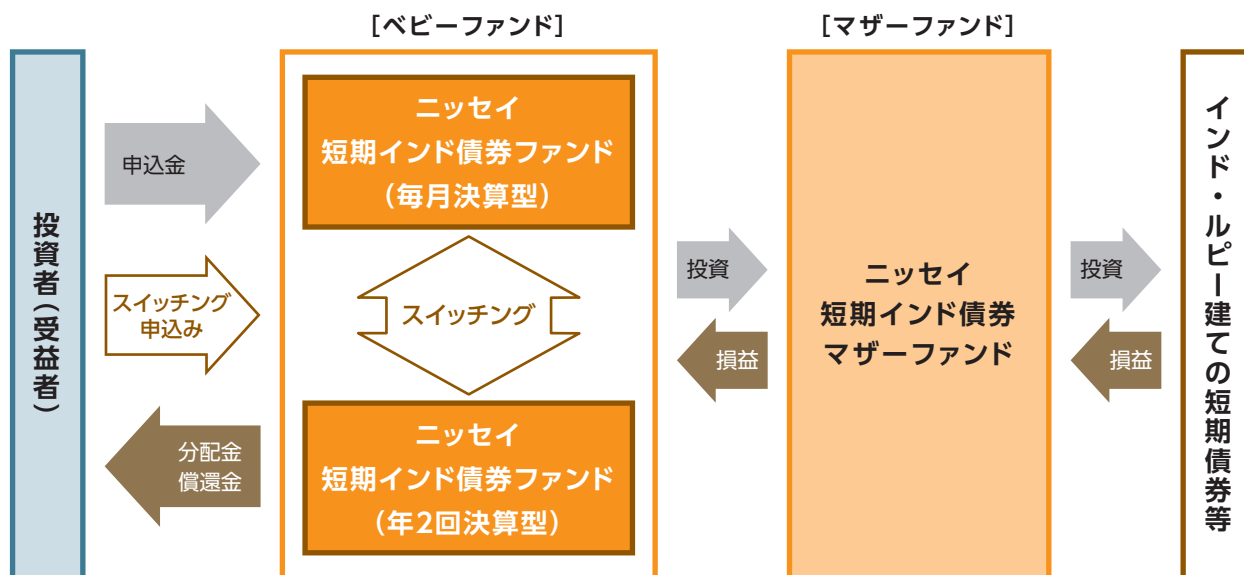 ［ベビーファンド］
［マザーファンド］
投資者（受益者）
申込金
スイッチング
申込み
分配金
償還金
ニッセイ
短期インド債券ファンド
（毎月決算型）
スイッチング
ニッセイ
短期インド債券ファンド
（年2回決算型）
投資
損益
ニッセイ
短期インド債券
マザーファンド
投資
損益
インド・ルピー建ての短期債券等